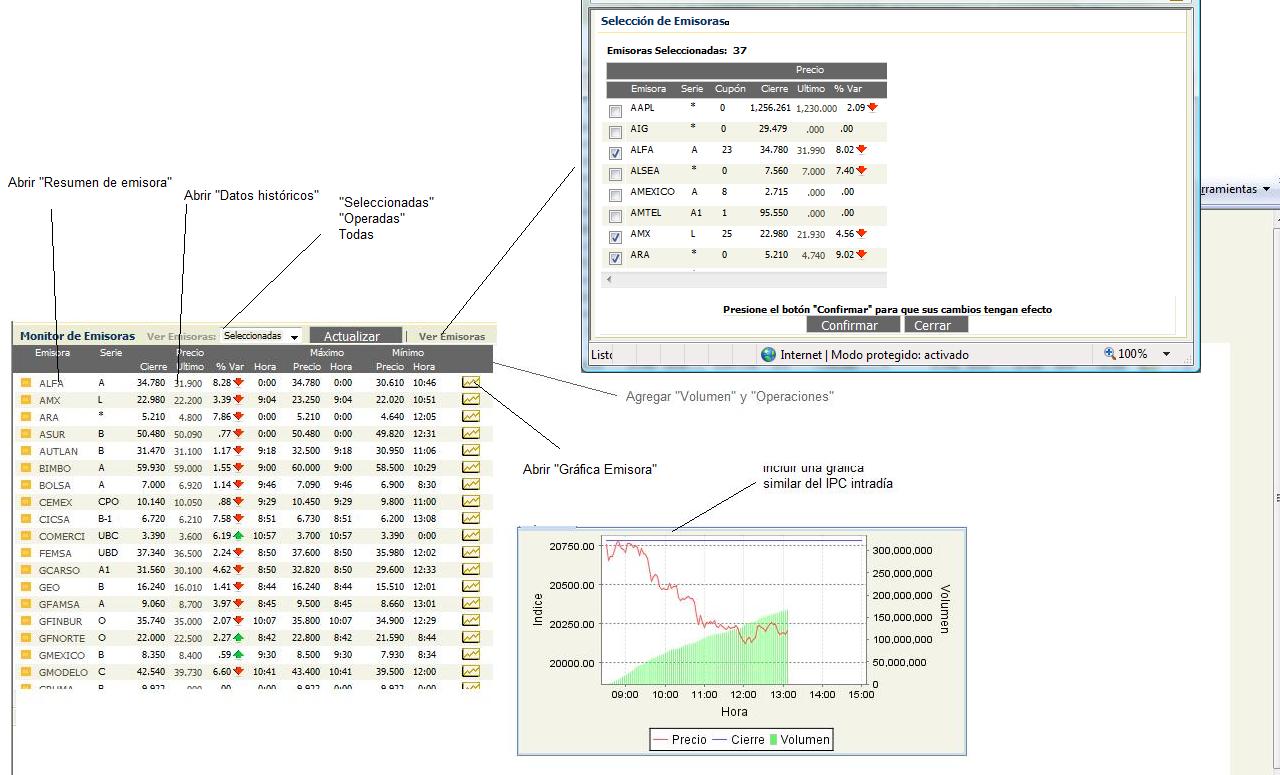 Selección de Emisoras
Emisoras Seleccionadas: 37
Precio
Emisora Serie Cupón Cierre Ultimo % Var
AAPL * 0 1,256.261 1,230.000 2.09
AIG * 0 29.479 .000 .00
ALFA A 23 34.780 31.990 8.02
ALSEA * 0 7.560 7.000 7.40
AMEXICO A 8 2.715 .000 .00
AMTEL A1 1 95.550 .000 .00
AMX L 25 22.980 21.930 4.56
ARA * 0 5.210 4.740 9.02
Presione el botón "Confirmar" para que sus cambios tengan efecto
Confirmar Cerrar
Internet | Modo protegido: activado 100%
ramientas
Abrir "Resumen de emisora"
Abrir "Datos históricos"
"Seleccionadas"
"Operadas"
Todas
Monitor de Emisoras Ver Emisoras: Seleccionadas Actualizar | Ver Emisoras
Emisora Serie Precio Máximo Mínimo
Cierre Ultimo % Var Hora Precio Hora Precio Hora
ALFA A 34.780 31.900 8.28 0:00 34.780 0:00 30.610 10:46
AMX L 22.980 22.200 3.39 9:04 23.250 9:04 22.020 10:51
ARA * 5.210 4.800 7.86 0:00 5.210 0:00 4.640 12:05
ASUR B 50.480 50.090 .77 0:00 50.480 0:00 49.820 12:31
AUTLAN B 31.470 31.100 1.17 9:18 32.500 9:18 30.950 11:06
BIMBO A 59.930 59.000 1.55 9:00 60.000 9:00 58.500 10:29
BOLSA A 7.000 6.920 1.14 9:46 7.090 9:46 6.900 8:30
CEMEX CPO 10.140 10.050 .88 9:29 10.450 9:29 9.800 11:00
CICSA B-1 6.720 6.210 7.58 8:51 6.730 8:51 6.200 13:08
COMERCI UBC 3.390 3.600 6.19 10:57 3.700 10:57 3.390 0:00
FEMSA UBD 37.340 36.500 2.24 8:50 37.600 8:50 35.980 12:02
GCARSO A1 31.560 30.100 4.62 8:50 32.820 8:50 29.600 12:33
GEO B 16.240 16.010 1.41 8:44 16.240 8:44 15.510 12:01
GFAMSA A 9.060 8.700 3.97 8:45 9.500 8:45 8.660 13:01
GFINBUR O 35.740 35.000 2.07 10:07 35.800 10:07 34.900 12:29
GFNORTE O 22.000 22.500 2.27 8:42 22.800 8:42 21.590 8:44
GMEXICO B 8.350 8.400 .59 9:30 8.500 9:30 7.930 8:34
GMODELO C 42.540 39.730 6.60 10:41 43.400 10:41 39.500 12:00
Agregar "Volumen" y "Operaciones"
Abrir "Gráfica Emisora"
Incluir una gráfica
similar del IPC intradía
20750.00
20500.00
20250.00
20000.00
Indice
300,000,000
250,000,000
200,000,000
150,000,000
100,000,000
50,000,000
0
Volumen
09:00 10:00 11:00 12:00 13:00 14:00 15:00
Hora
Precio Cierre Volumen